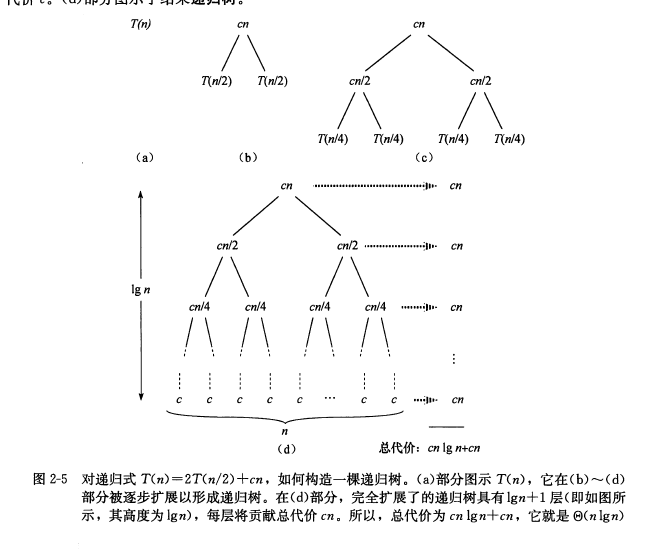 代价 c。(d)部分图示了结果递归树。
T(n) cn cn
T(n/2) T(n/2) cn/2 cn/2
T(n/4) T(n/4) T(n/4) T(n/4)
(a) (b) (c)
cn cn
cn/2 cn/2 cn
lg n
cn/4 cn/4 cn/4 cn/4 cn
⋮
c c c c c … c c cn
n
(d) 总代价：cn lg n+cn
图 2-5 对递归式 T(n)=2T(n/2)+cn，如何构造一棵递归树。(a)部分图示 T(n)，它在(b)～(d)
部分被逐步扩展以形成递归树。在(d)部分，完全扩展了的递归树具有 lgn+1 层(即如图所
示，其高度为 lgn)，每层将贡献总代价 cn。所以，总代价为 cn lgn+cn，它就是 Θ(n lgn)